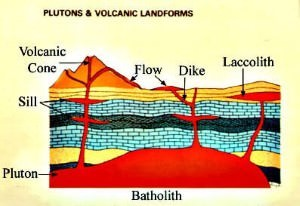 PLUTONS & VOLCANIC LANDFORMS
Volcanic
Cone
Flow
Dike
Laccolith
Sill
Pluton
Batholith